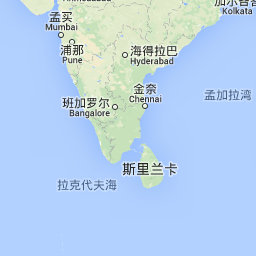 加尔各答
Kolkata
孟买
Mumbai
浦那
Pune
海得拉巴
Hyderabad
班加罗尔
Bangalore
金奈
Chennai
孟加拉湾
斯里兰卡
拉克代夫海